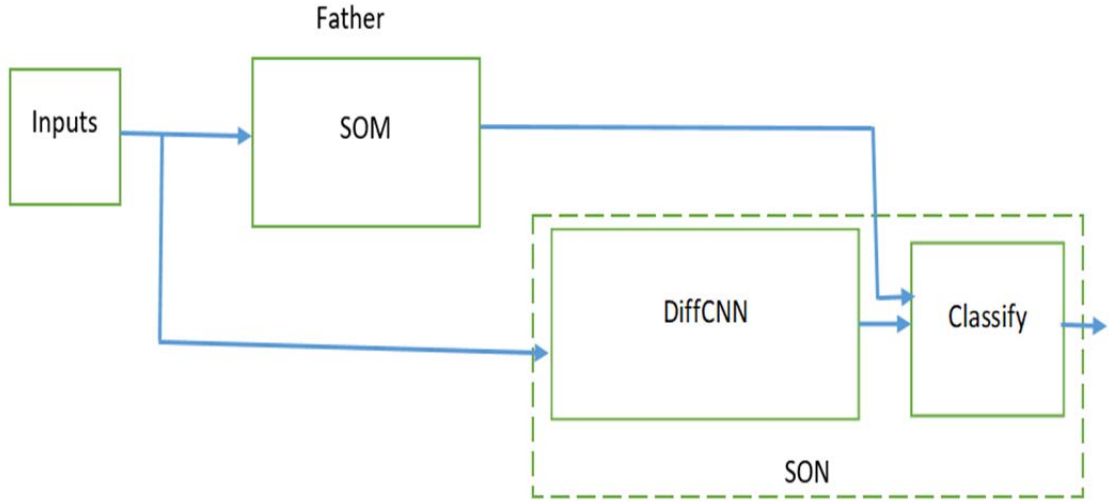 Father
Inputs
SOM
DiffCNN
Classify
SON